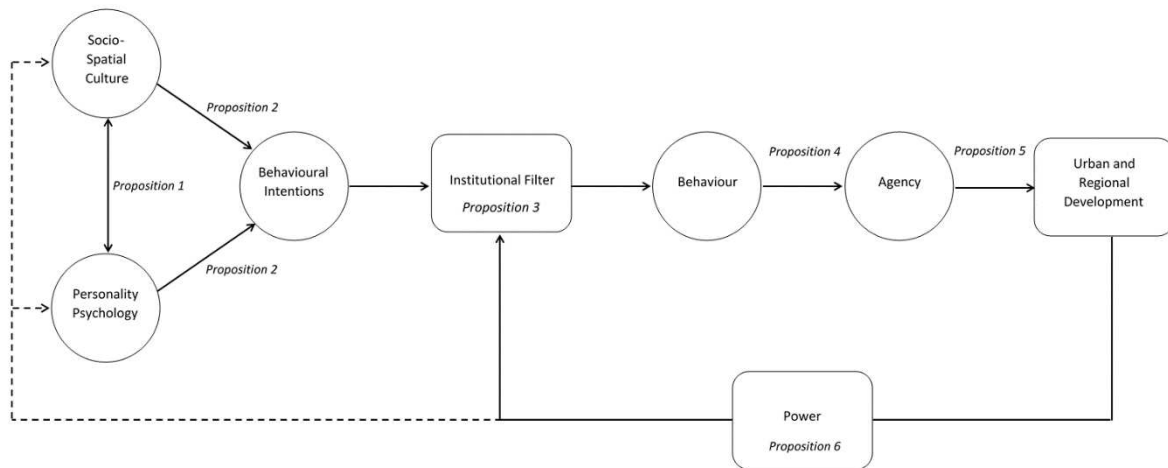 Socio-
Spatial
Culture
Proposition 2
Proposition 1
Behavioural
Intentions
Personality
Psychology
Proposition 2
Institutional Filter
Proposition 3
Behaviour
Proposition 4
Agency
Proposition 5
Urban and
Regional
Development
Power
Proposition 6